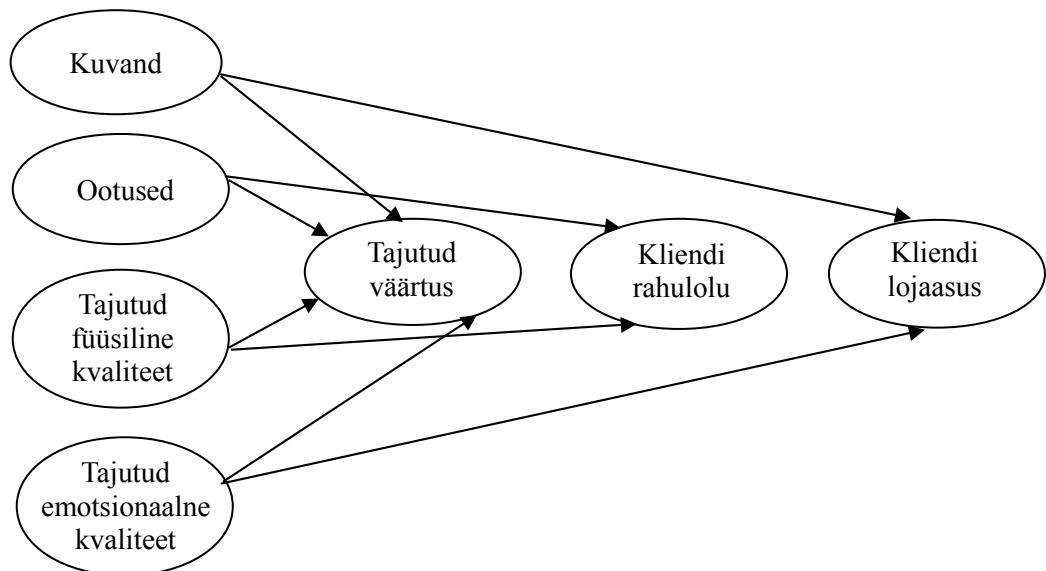 Kuvand
Ootused
Tajutud
füüsiline
kvaliteet
Tajutud
emotsionaalne
kvaliteet
Tajutud
väärtus
Kliendi
rahulolu
Kliendi
lojaasus